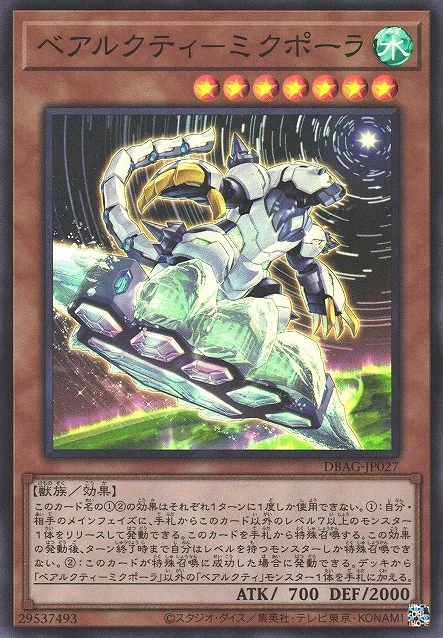 ベアルクティーミクポーラ
水
DBAG-JP027
【獣族／効果】
このカード名の①②の効果はそれぞれ1ターンに1度しか使用できない。①：自分・
相手のメインフェイズに、手札からこのカード以外のレベル7以上のモンスター
1体をリリースして発動できる。このカードを手札から特殊召喚する。この効果
の発動後、ターン終了時まで自分はレベルを持つモンスターしか特殊召喚でき
ない。②：このカードが特殊召喚に成功した場合に発動できる。デッキから
「ベアルクティーミクポーラ」以外の「ベアルクティ」モンスター1体を手札に加える。
ATK/ 700 DEF/2000
29537493
©スタジオ・ダイス／集英社・テレビ東京・KONAMI